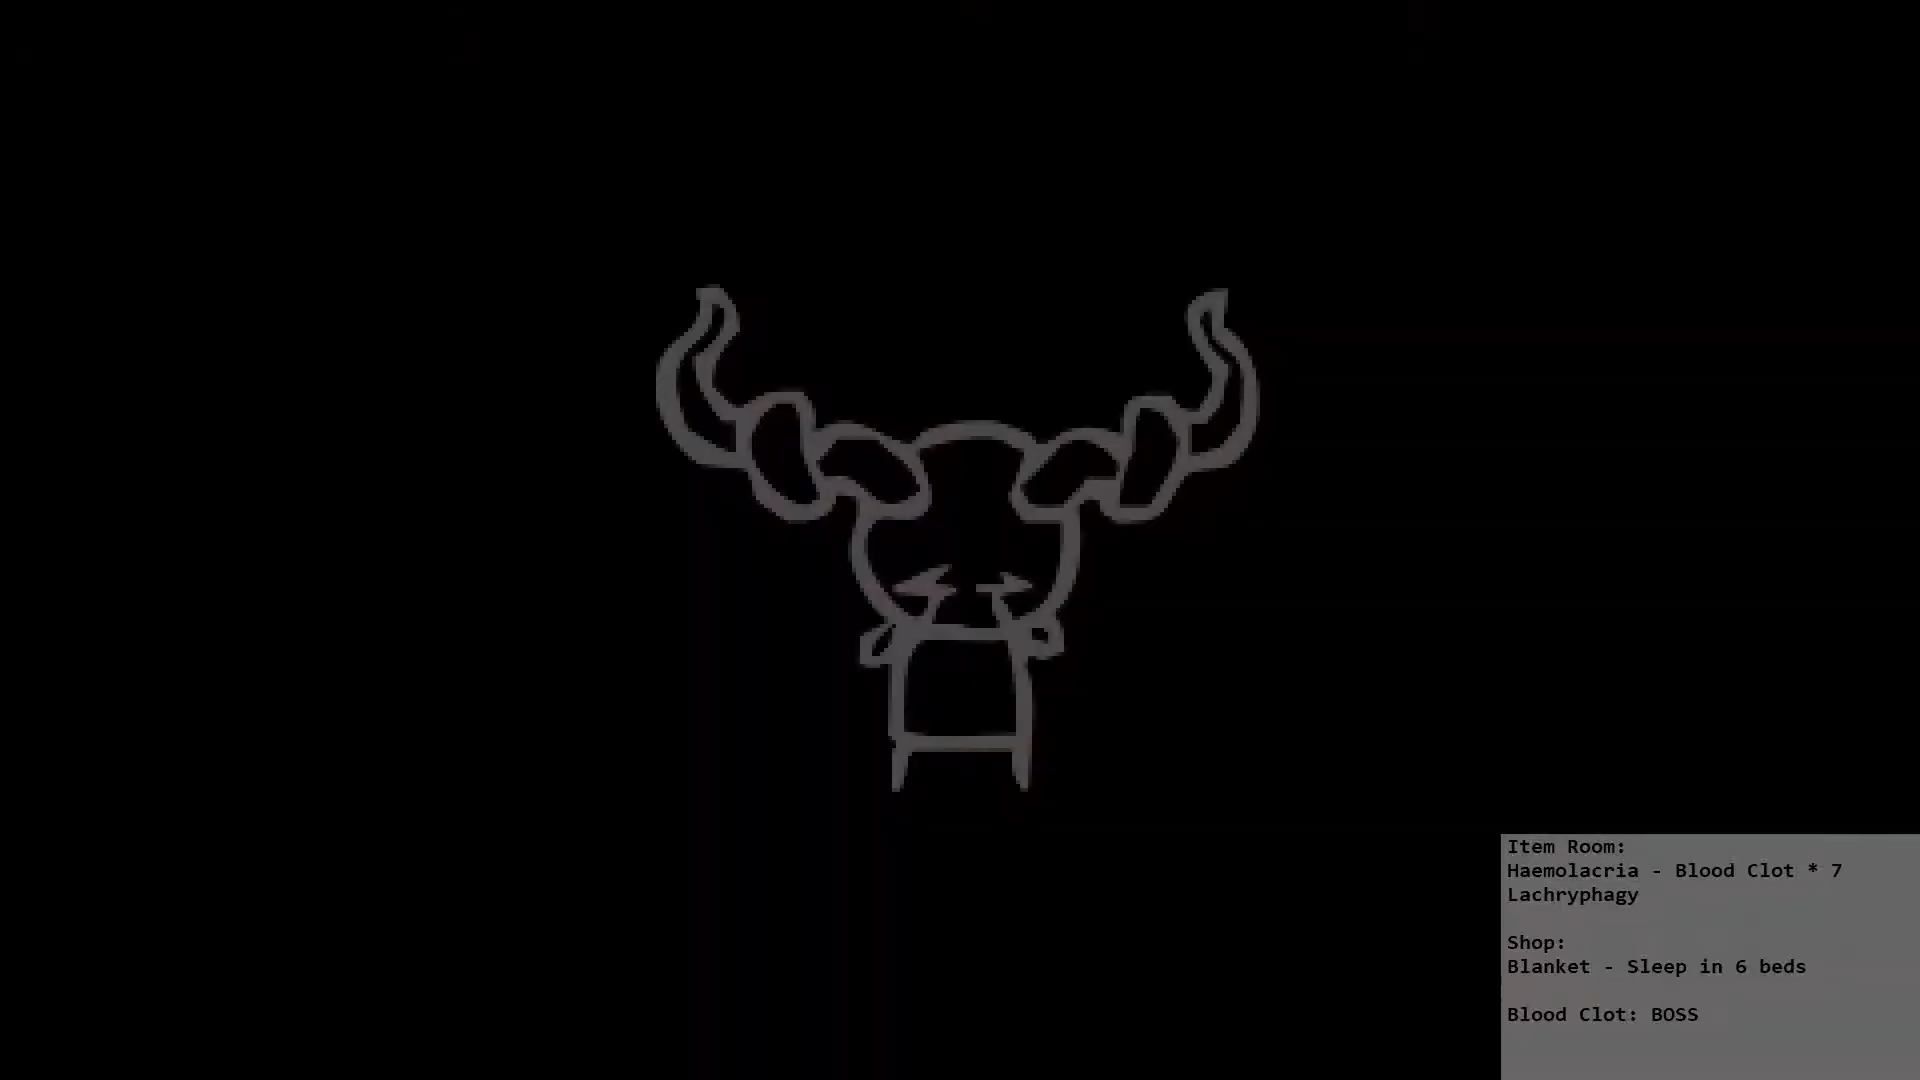 Item Room:
Haemolacria - Blood Clot * 7
Lachryphagy
Shop:
Blanket - Sleep in 6 beds
Blood Clot: BOSS